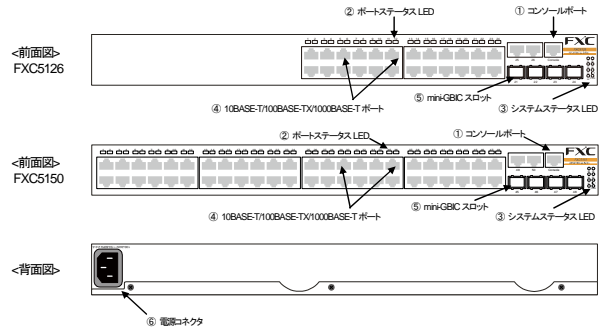 ② ポートステータス LED
① コンソールポート
<前面図>
FXC5126
FXC
④ 10BASE-T/100BASE-TX/1000BASE-T ポート
⑤ mini-GBIC スロット
③ システムステータス LED
② ポートステータス LED
① コンソールポート
<前面図>
FXC5150
FXC
④ 10BASE-T/100BASE-TX/1000BASE-T ポート
⑤ mini-GBIC スロット
③ システムステータス LED
<背面図>
⑥ 電源コネクタ